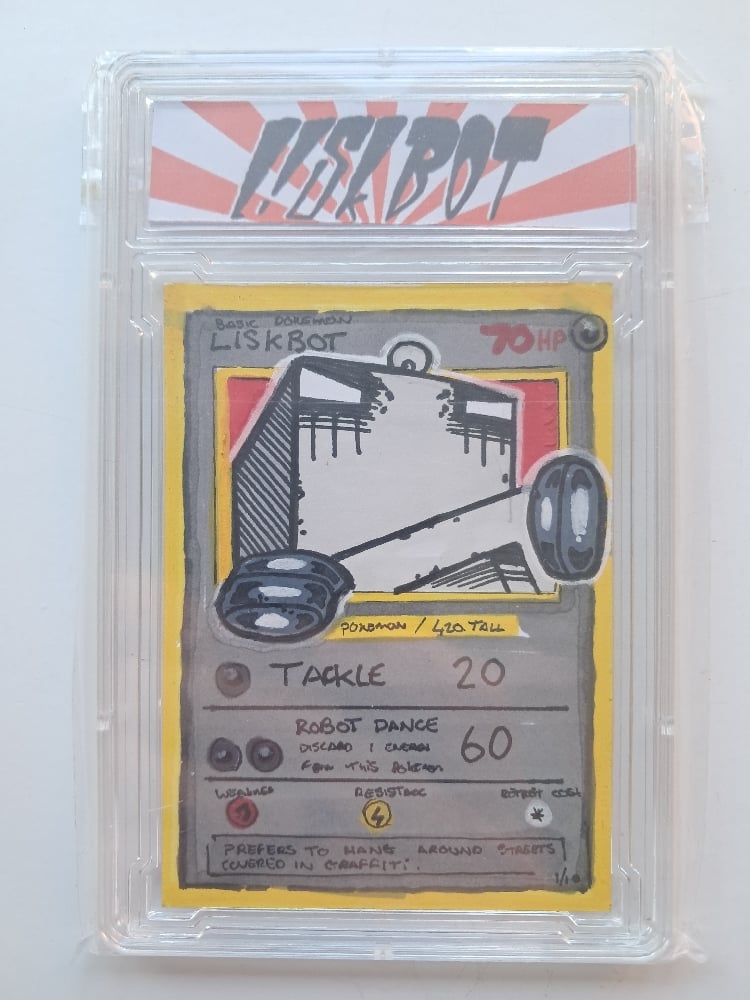 LISKBOT
BASIC POKEMON
LISKBOT
70 HP
POKEMON / 420 TALL
TACKLE 20
ROBOT DANCE
DISCARD 1 ENERGY
FROM THIS POKEMON
60
WEAKNESS RESISTANC RETREAT COST
PREFERS TO HANG AROUND STREETS
COVERED IN GRAFFITI.
1/10